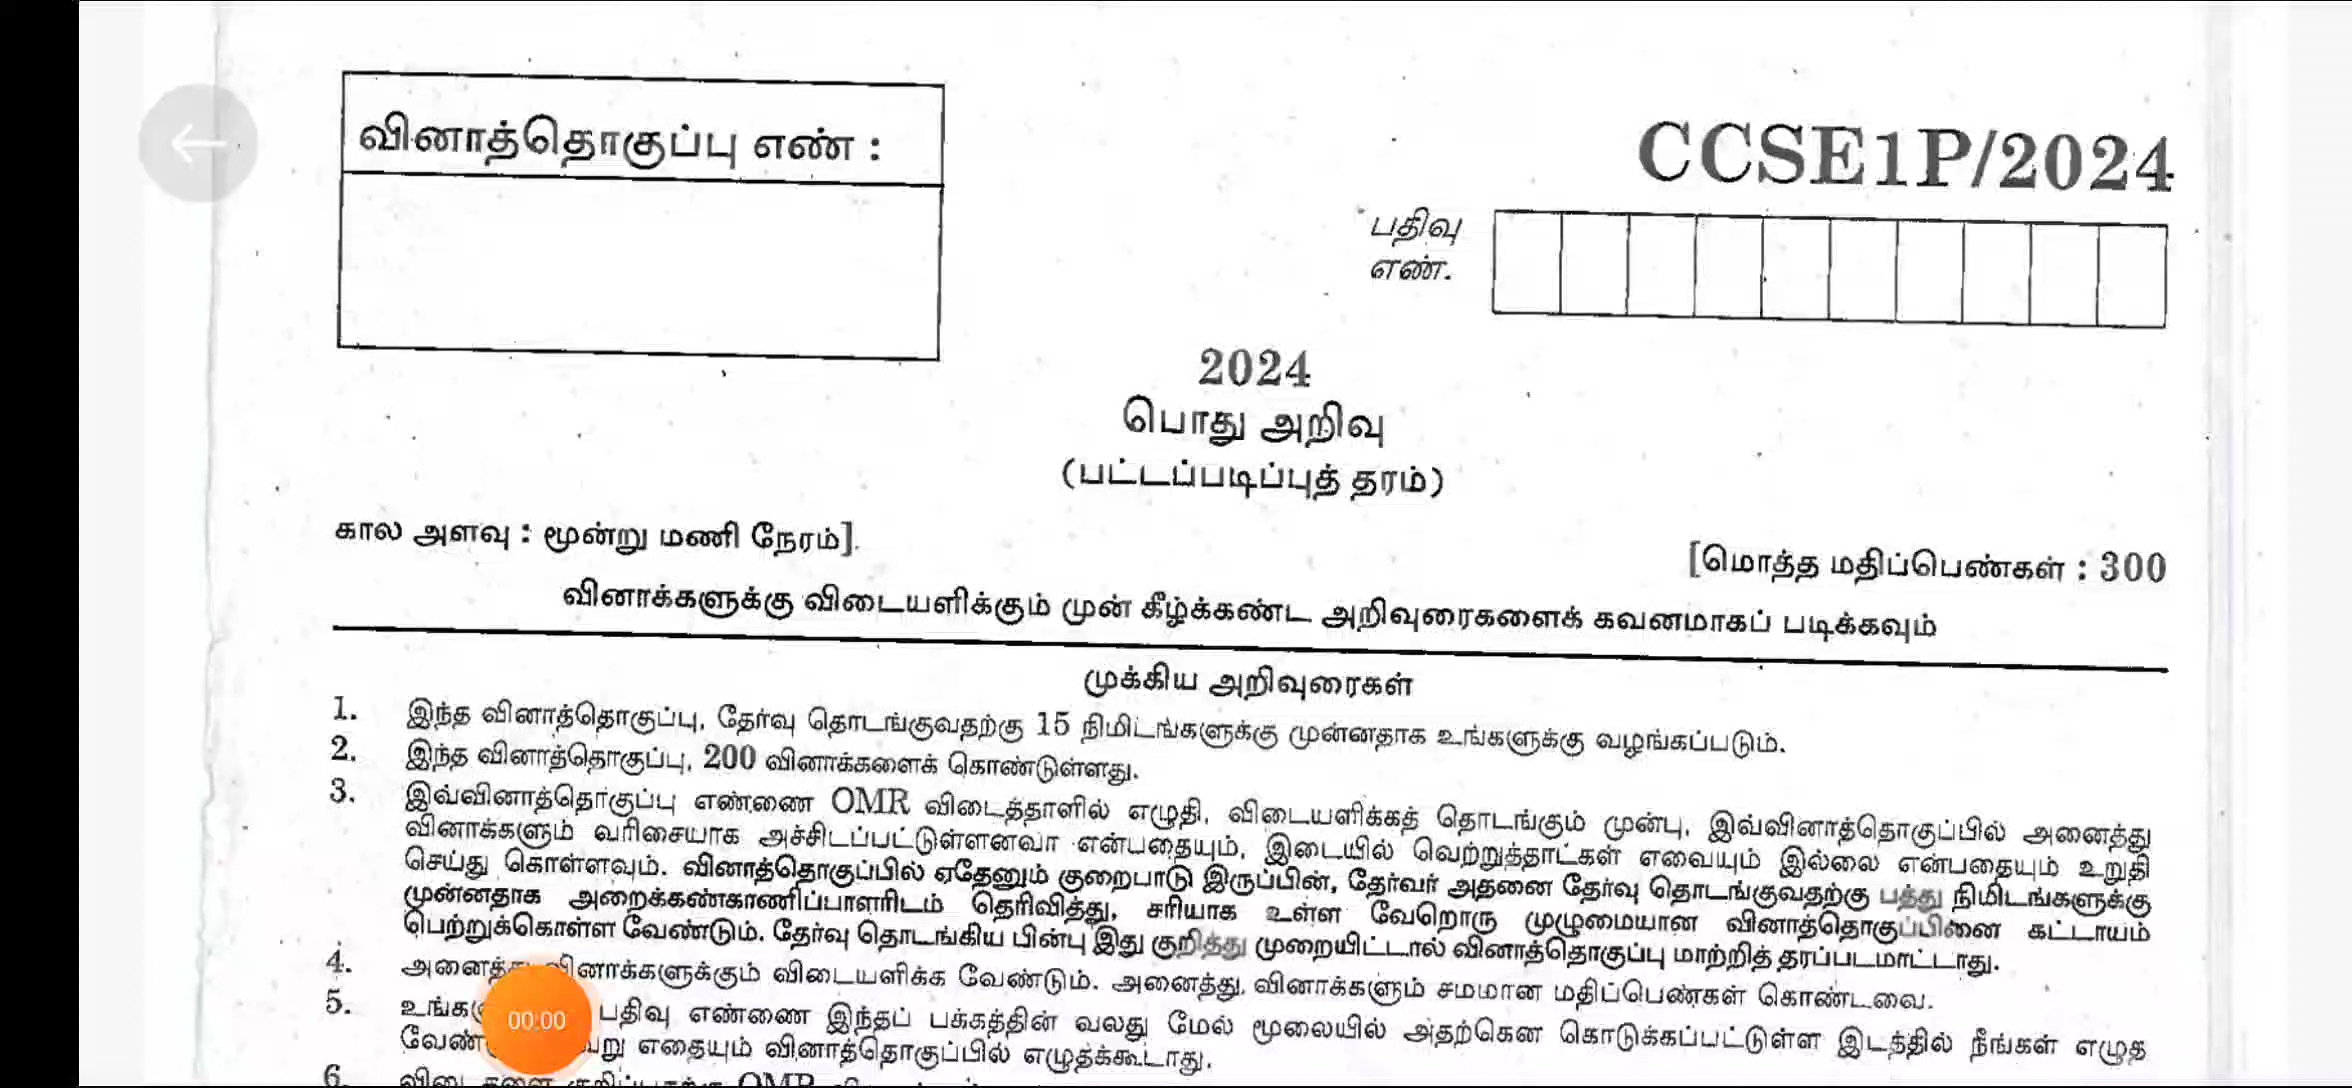 வினாத்தொகுப்பு எண் :
CCSE1P/2024
பதிவு
எண்.
2024
பொது அறிவு
(பட்டப்படிப்புத் தரம்)
கால அளவு : மூன்று மணி நேரம்]
[மொத்த மதிப்பெண்கள் : 300
வினாக்களுக்கு விடையளிக்கும் முன் கீழ்க்கண்ட அறிவுரைகளைக் கவனமாகப் படிக்கவும்
முக்கிய அறிவுரைகள்
1. இந்த வினாத்தொகுப்பு, தேர்வு தொடங்குவதற்கு 15 நிமிடங்களுக்கு முன்னதாக உங்களுக்கு வழங்கப்படும்.
2. இந்த வினாத்தொகுப்பு, 200 வினாக்களைக் கொண்டுள்ளது.
3. இவ்வினாத்தொகுப்பு எண்ணை OMR விடைத்தாளில் எழுதி, விடையளிக்கத் தொடங்கும் முன்பு, இவ்வினாத்தொகுப்பில் அனைத்து
வினாக்களும் வரிசையாக அச்சிடப்பட்டுள்ளனவா என்பதையும், இடையில் வெற்றுத்தாட்கள் எவையும் இல்லை என்பதையும் உறுதி
செய்து கொள்ளவும். வினாத்தொகுப்பில் ஏதேனும் குறைபாடு இருப்பின், தேர்வர் அதனை தேர்வு தொடங்குவதற்கு பத்து நிமிடங்களுக்கு
முன்னதாக அறைக்கண்காணிப்பாளரிடம் தெரிவித்து, சரியாக உள்ள வேறொரு முழுமையான வினாத்தொகுப்பினை கட்டாயம்
பெற்றுக்கொள்ள வேண்டும். தேர்வு தொடங்கிய பின்பு இது குறித்து முறையிட்டால் வினாத்தொகுப்பு மாற்றித் தரப்படமாட்டாது.
4. அனைத்து வினாக்களுக்கும் விடையளிக்க வேண்டும். அனைத்து வினாக்களும் சமமான மதிப்பெண்கள் கொண்டவை.
5. பதிவு எண்ணை இந்தப் பக்கத்தின் வலது மேல் மூலையில் அதற்கென கொடுக்கப்பட்டுள்ள இடத்தில் நீங்கள் எழுத
எதையும் வினாத்தொகுப்பில் எழுதக்கூடாது.
6. OMR
00:00